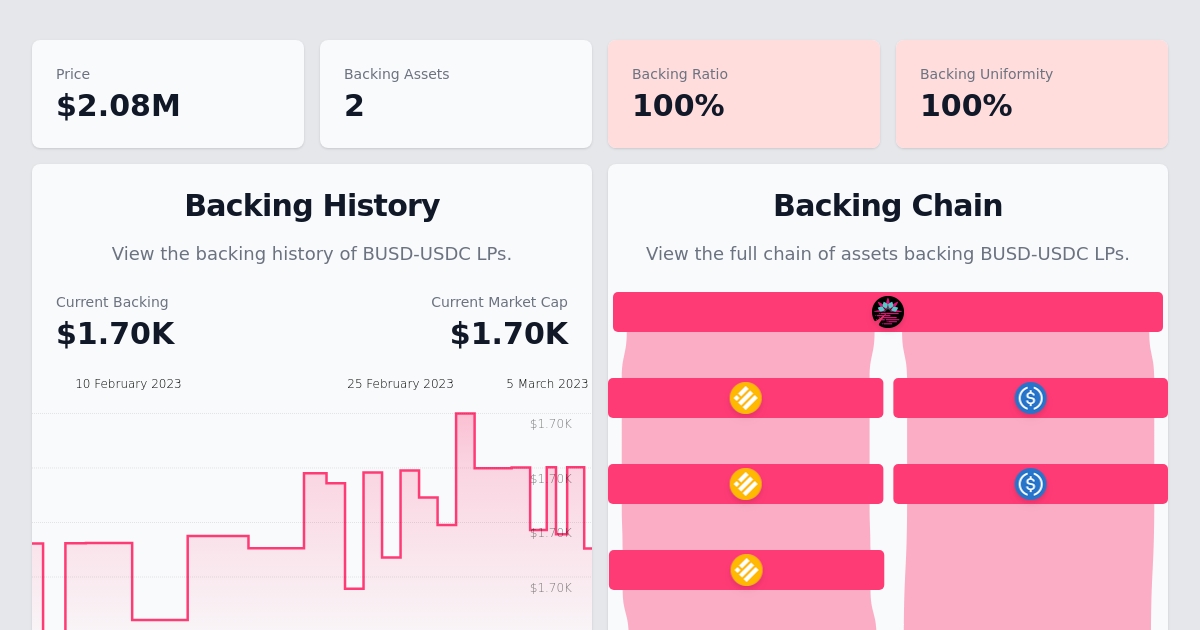 Price
$2.08M
Backing Assets
2
Backing Ratio
100%
Backing Uniformity
100%
Backing History
View the backing history of BUSD-USDC LPs.
Current Backing
$1.70K
Current Market Cap
$1.70K
10 February 2023
25 February 2023
5 March 2023
$1.70K
$1.70K
$1.70K
$1.70K
Backing Chain
View the full chain of assets backing BUSD-USDC LPs.